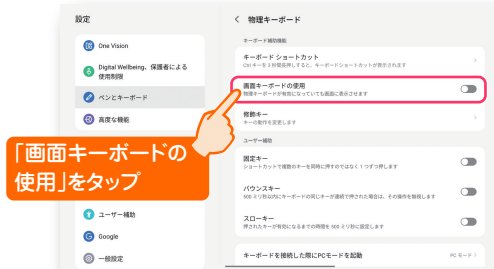 設定
One Vision
Digital Wellbeing、保護者による
使用制限
ペンとキーボード
高度な機能
「画面キーボードの
使用」をタップ
ユーザー補助
Google
一般設定
物理キーボード
キーボード補助機能
キーボード ショートカット
Ctrl キーを 1 秒間長押しすると、キーボードショートカットが表示されます
画面キーボードの使用
物理キーボードが有効になっていても画面に表示させます
修飾キー
キーの動作を変更します
ユーザー補助
固定キー
ショートカットで複数のキーを同時に押すのではなく 1 つずつ押します
バウンスキー
500 ミリ秒以内にキーボードの同じキーが連続で押された場合は、その操作を無視します
スローキー
押されたキーが有効になるまでの時間を 500 ミリ秒に設定します
キーボードを接続した際にPCモードを起動
PC モード